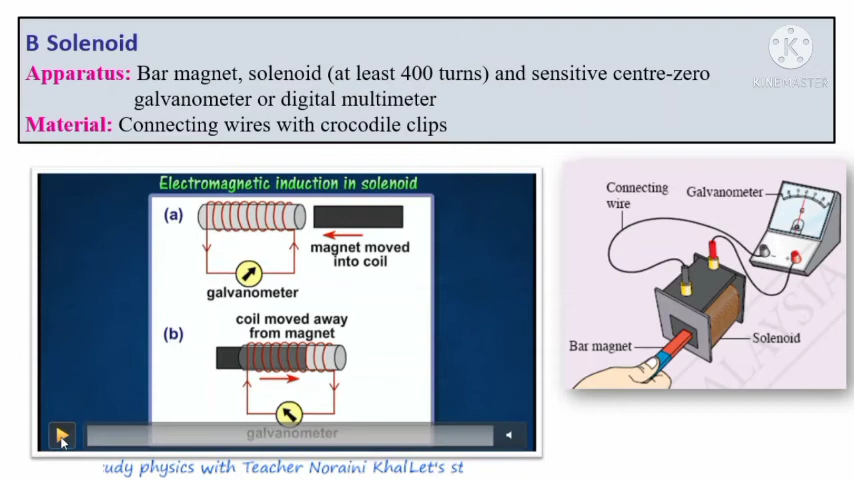 B Solenoid
Apparatus: Bar magnet, solenoid (at least 400 turns) and sensitive centre-zero
galvanometer or digital multimeter
Material: Connecting wires with crocodile clips
K
KINEMASTER
Electromagnetic induction in solenoid
(a)
magnet moved
into coil
galvanometer
(b)
coil moved away
from magnet
galvanometer
Connecting
wire
Galvanometer
G
Solenoid
Bar magnet
ALAYSIA
udy physics with Teacher Noraini KhalLet's st